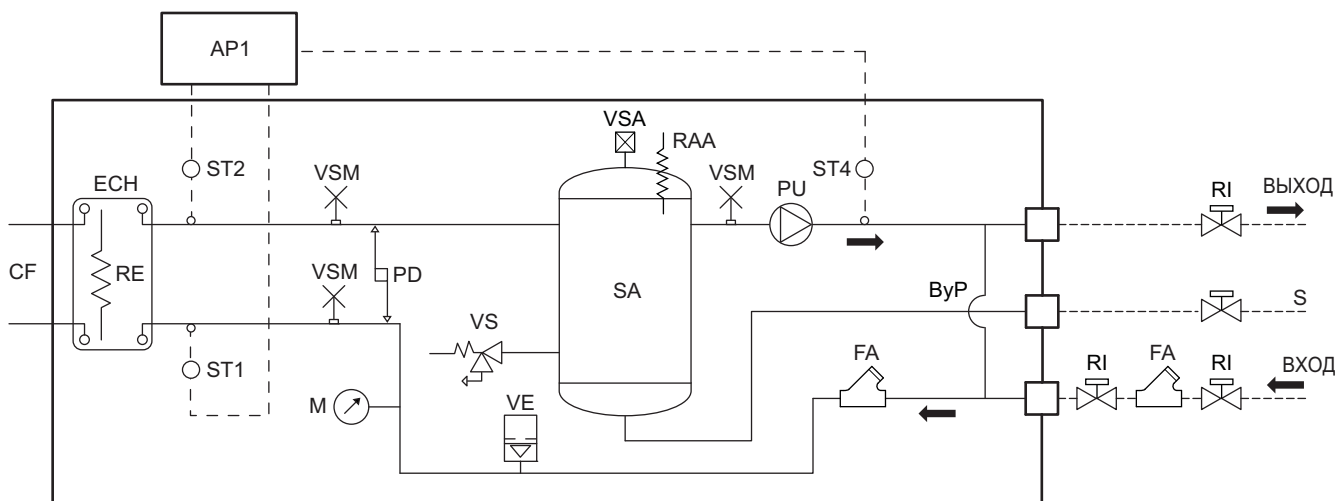 AP1
VSA
RAA
ST2
VSM
VSM
ST4
PU
RI
ВЫХОД
ECH
CF
RE
VSM
PD
SA
ByP
S
ST1
VS
FA
RI
FA
RI
ВХОД
M
VE